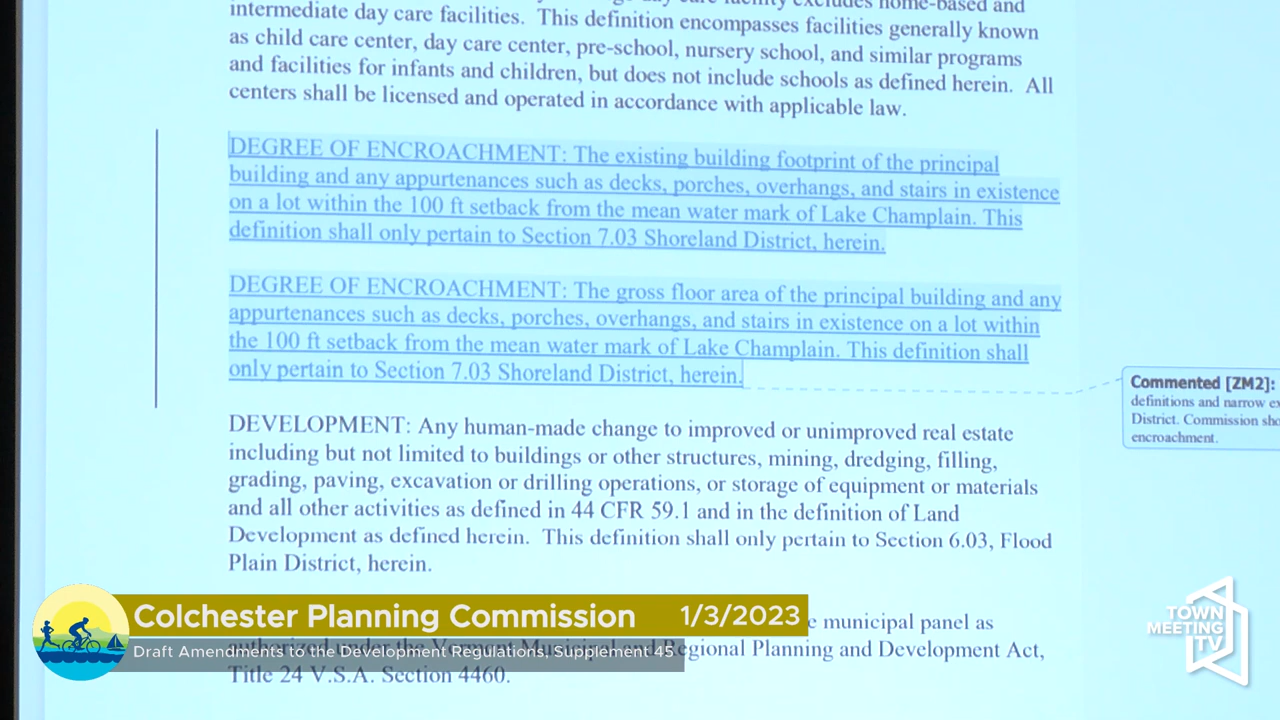 intermediate day care facilities. This definition encompasses facilities generally known
as child care center, day care center, pre-school, nursery school, and similar programs
and facilities for infants and children, but does not include schools as defined herein. All
centers shall be licensed and operated in accordance with applicable law.
DEGREE OF ENCROACHMENT: The existing building footprint of the principal
building and any appurtenances such as decks, porches, overhangs, and stairs in existence
on a lot within the 100 ft setback from the mean water mark of Lake Champlain. This
definition shall only pertain to Section 7.03 Shoreland District, herein.
DEGREE OF ENCROACHMENT: The gross floor area of the principal building and any
appurtenances such as decks, porches, overhangs, and stairs in existence on a lot within
the 100 ft setback from the mean water mark of Lake Champlain. This definition shall
only pertain to Section 7.03 Shoreland District, herein.
Commented [ZM2]:
definitions and narrow
District. Commission
encroachment.
DEVELOPMENT: Any human-made change to improved or unimproved real estate
including but not limited to buildings or other structures, mining, dredging, filling,
grading, paving, excavation or drilling operations, or storage of equipment or materials
and all other activities as defined in 44 CFR 59.1 and in the definition of Land
Development as defined herein. This definition shall only pertain to Section 6.03, Flood
Plain District, herein.
municipal panel as
Regional Planning and Development Act,
Title 24 V.S.A. Section 4460.
Colchester Planning Commission 1/3/2023
Draft Amendments to the Development Regulations, Supplement 45
TOWN
MEETING
TV